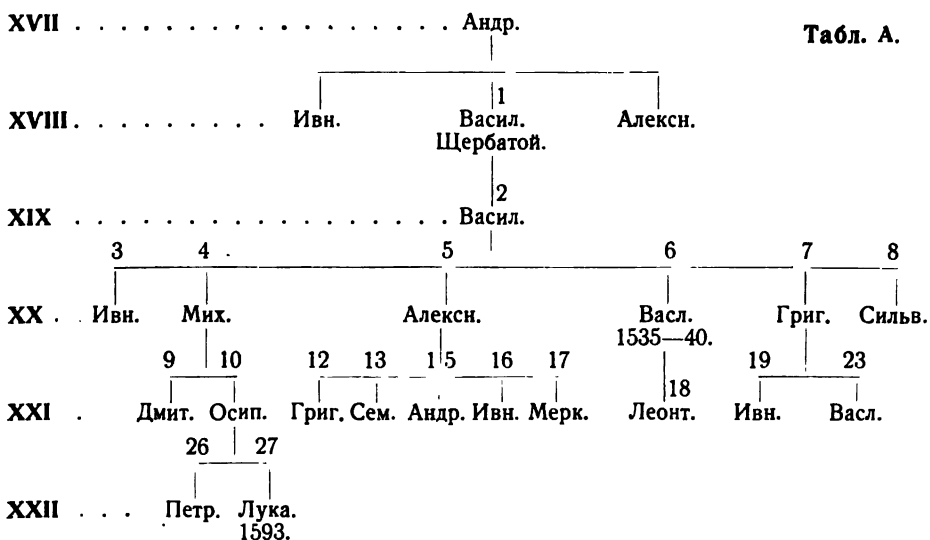 XVII . . . . . . . . . . . . . . . . . Андр.
Табл. А.
1
XVIII . . . . . . . . . . Ивн. Васил. Алексн.
Щербатой.
2
XIX . . . . . . . . . . . . . . . . . Васил.
3 4 5 6 7 8
XX . Ивн. Мих. Алексн. Васл. Григ. Сильв.
1535—40.
9 10 12 13 15 16 17 19 23
18
XXI . Дмит. Осип. Григ. Сем. Андр. Ивн. Мерк. Леонт. Ивн. Васл.
26 27
XXII . . . Петр. Лука.
1593.